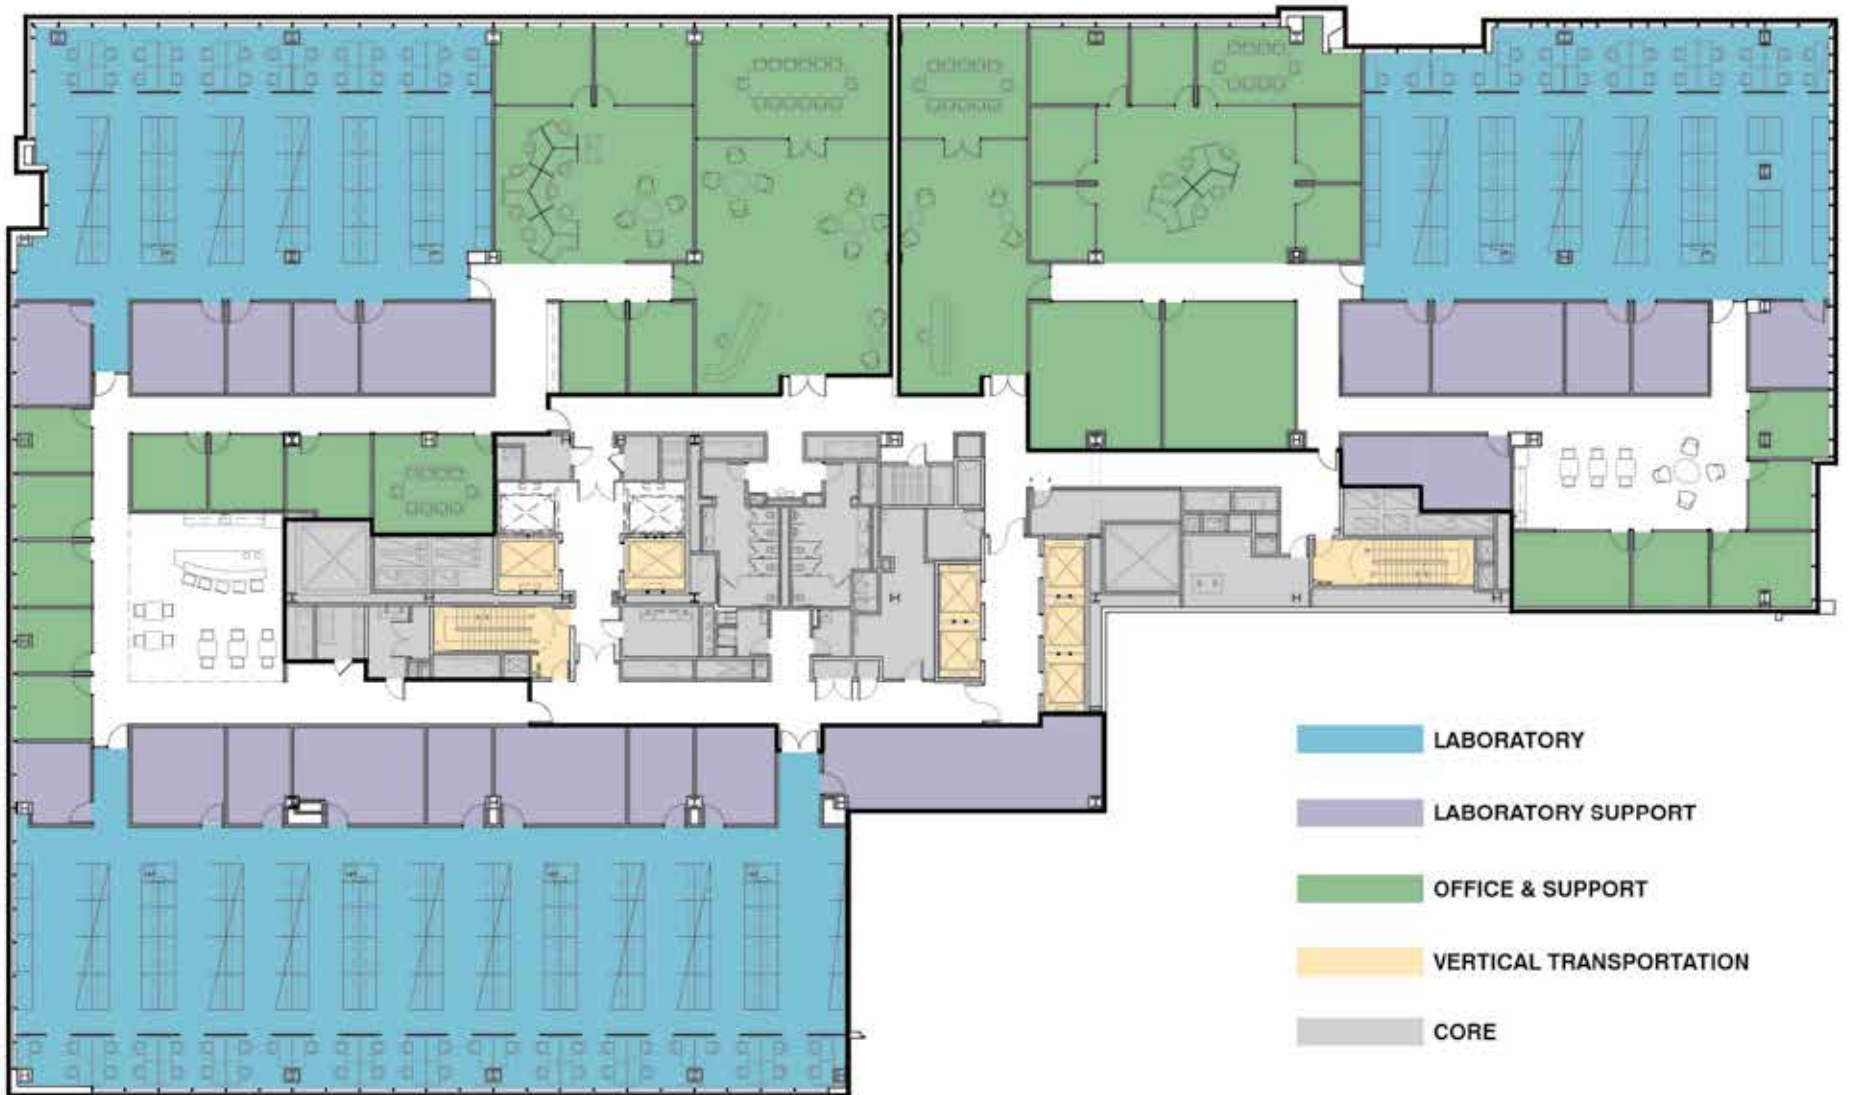 LABORATORY
LABORATORY SUPPORT
OFFICE & SUPPORT
VERTICAL TRANSPORTATION
CORE